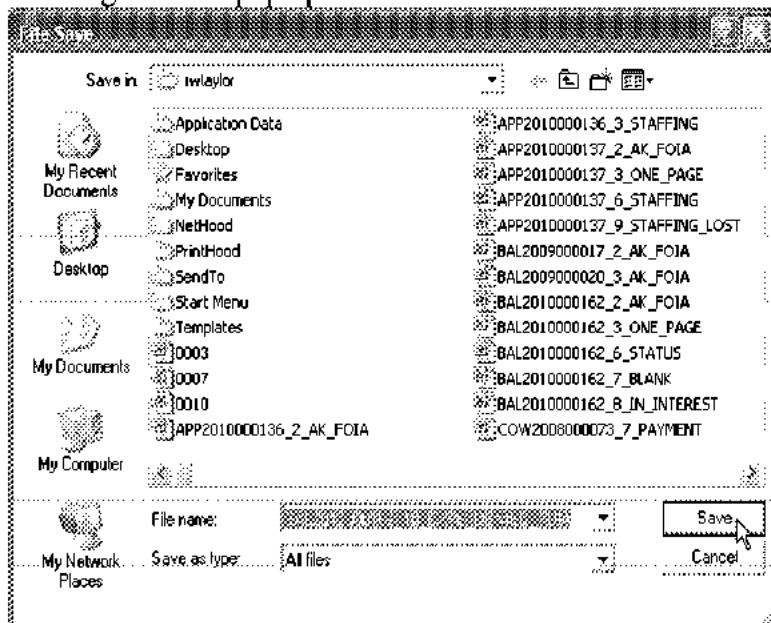 File Save
Save in:
Application Data
Desktop
Favorites
My Documents
NetHood
PrintHood
SendTo
Start Menu
Templates
0003
0007
0010
APP2010000136_2_AK_FOIA
APP2010000136_3_STAFFING
APP2010000137_2_AK_FOIA
APP2010000137_3_ONE_PAGE
APP2010000137_6_STAFFING
APP2010000137_9_STAFFING_LOST
BAL2009000017_2_AK_FOIA
BAL2009000020_3_AK_FOIA
BAL2010000162_2_AK_FOIA
BAL2010000162_3_ONE_PAGE
BAL2010000162_6_STATUS
BAL2010000162_7_BLANK
BAL2010000162_8_IN_INTEREST
COW2008000073_7_PAYMENT
My Recent
Documents
Desktop
My Documents
My Computer
My Network
Places
File name:
Save
Save as type:
All files
Cancel